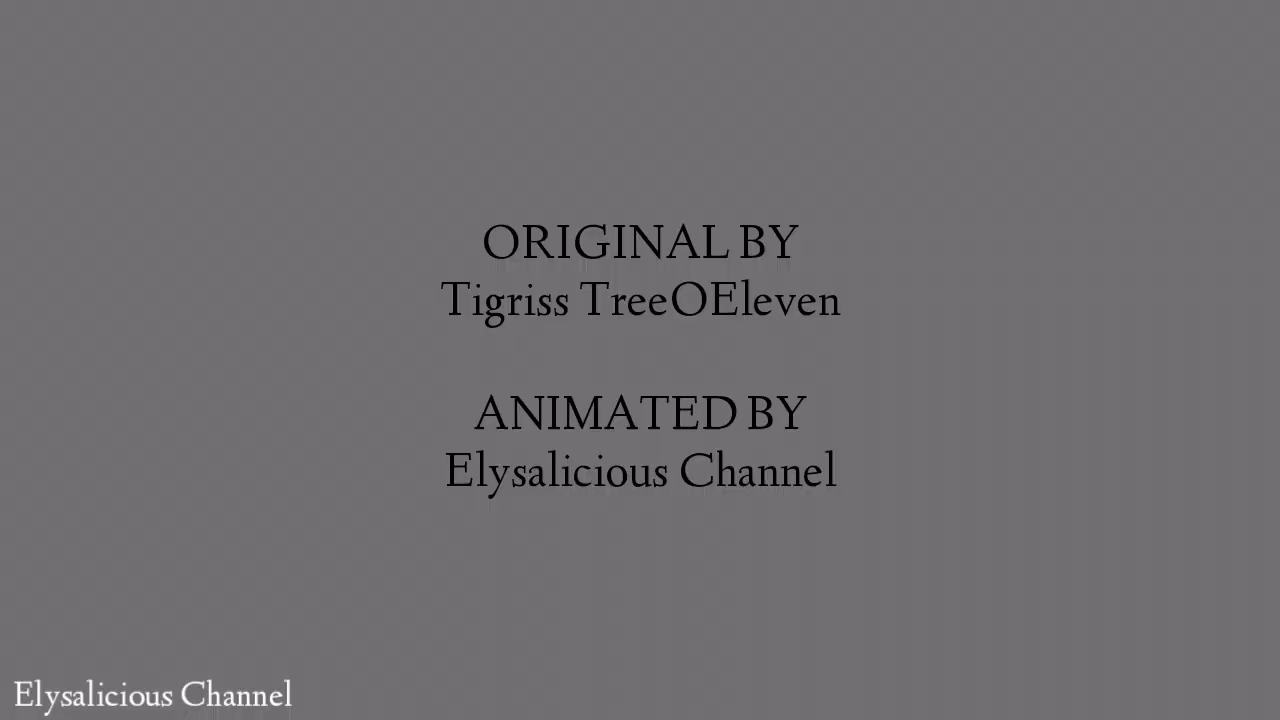 ORIGINAL BY
Tigriss TreeOEleven
ANIMATED BY
Elysalicious Channel
Elysalicious Channel